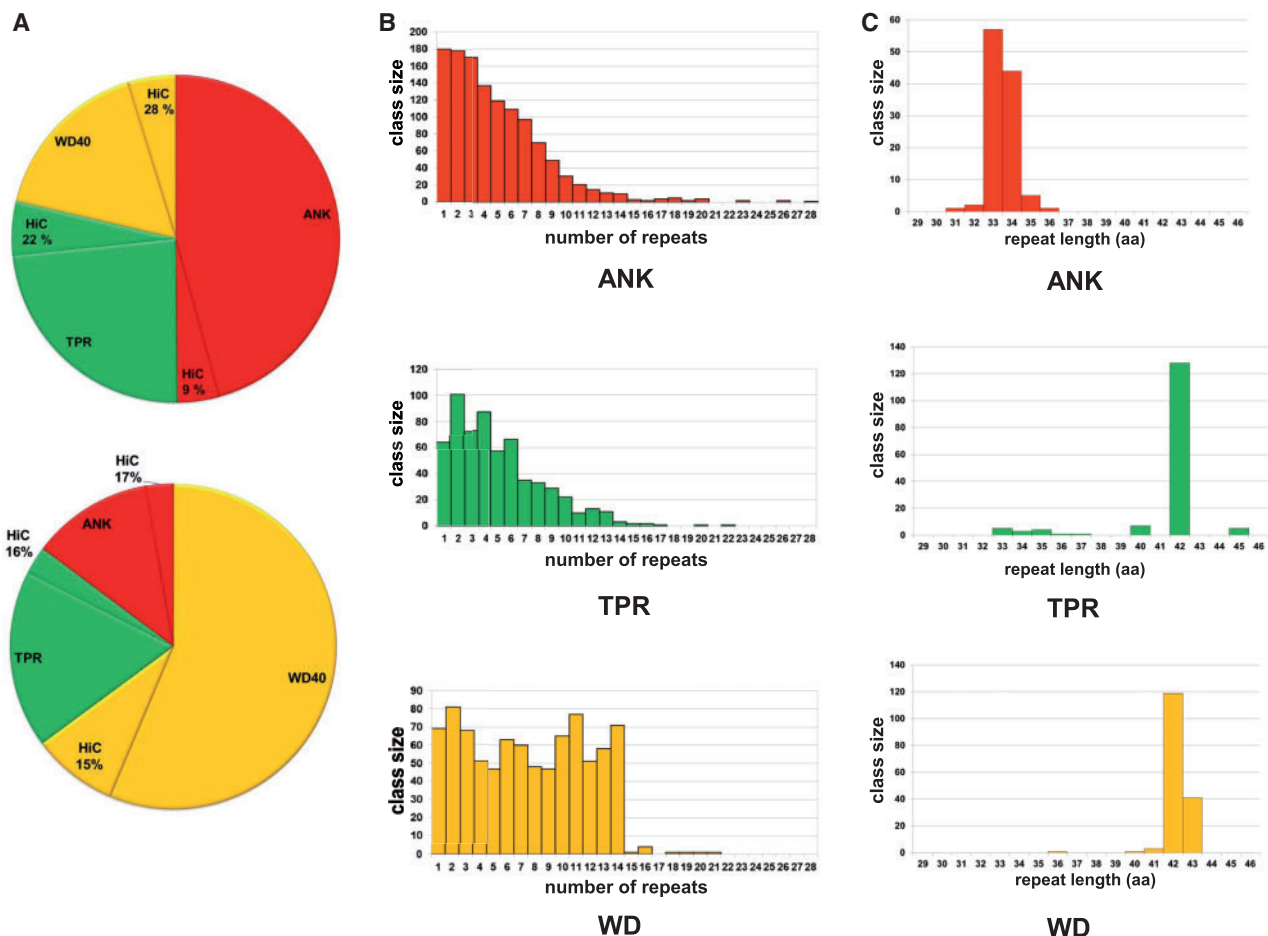 A
HiC
28 %
WD40
ANK
HiC
22 %
TPR
HiC
9 %
HiC
17%
ANK
HiC
16%
TPR
WD40
HiC
15%
B
class size
200
180
160
140
120
100
80
60
40
20
0
1 2 3 4 5 6 7 8 9 10 11 12 13 14 15 16 17 18 19 20 21 22 23 24 25 26 27 28
number of repeats
ANK
class size
120
100
80
60
40
20
0
1 2 3 4 5 6 7 8 9 10 11 12 13 14 15 16 17 18 19 20 21 22 23 24 25 26 27 28
number of repeats
TPR
class size
90
80
70
60
50
40
30
20
10
0
1 2 3 4 5 6 7 8 9 10 11 12 13 14 15 16 17 18 19 20 21 22 23 24 25 26 27 28
number of repeats
WD
C
class size
60
50
40
30
20
10
0
29 30 31 32 33 34 35 36 37 38 39 40 41 42 43 44 45 46
repeat length (aa)
ANK
class size
140
120
100
80
60
40
20
0
29 30 31 32 33 34 35 36 37 38 39 40 41 42 43 44 45 46
repeat length (aa)
TPR
class size
140
120
100
80
60
40
20
0
29 30 31 32 33 34 35 36 37 38 39 40 41 42 43 44 45 46
repeat length (aa)
WD